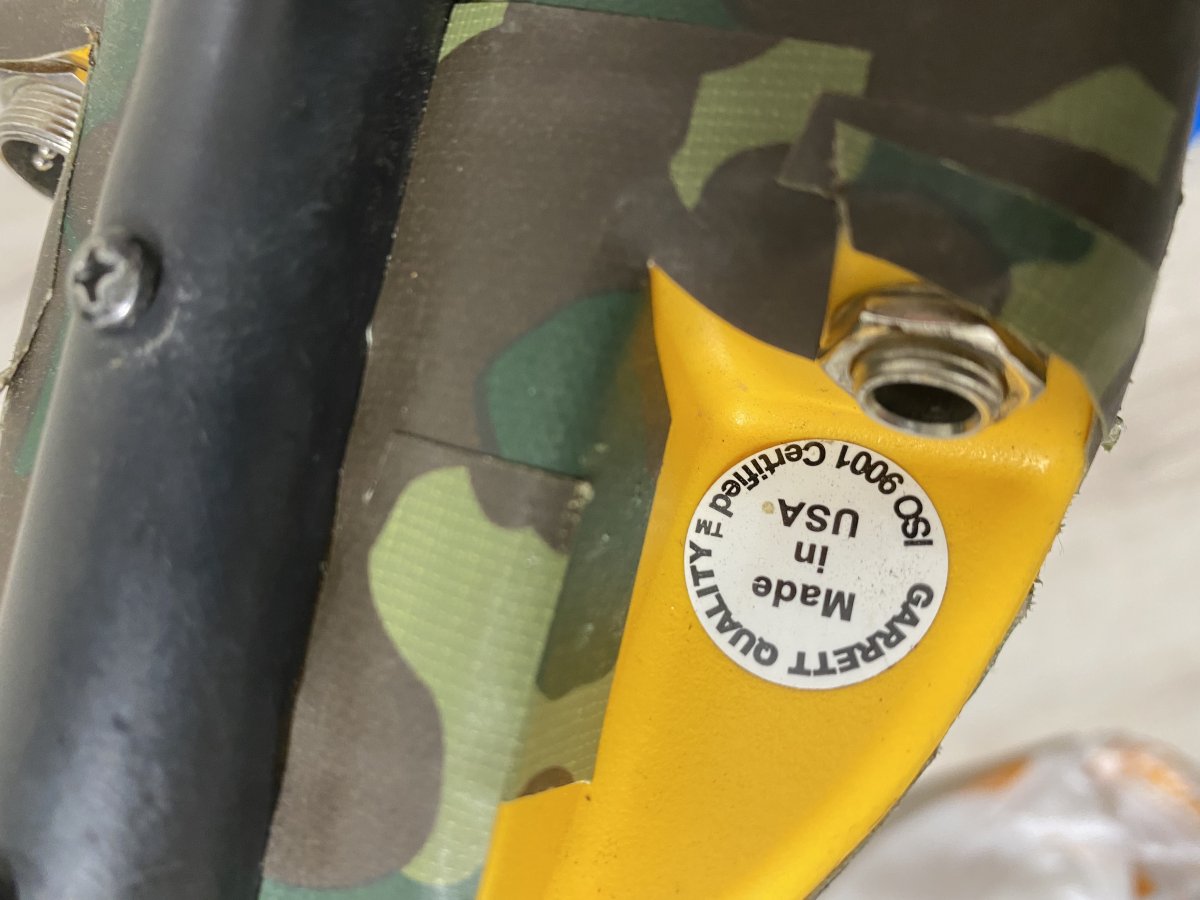 GARRETT QUALITY™
ISO 9001 Certified
Made
in
USA